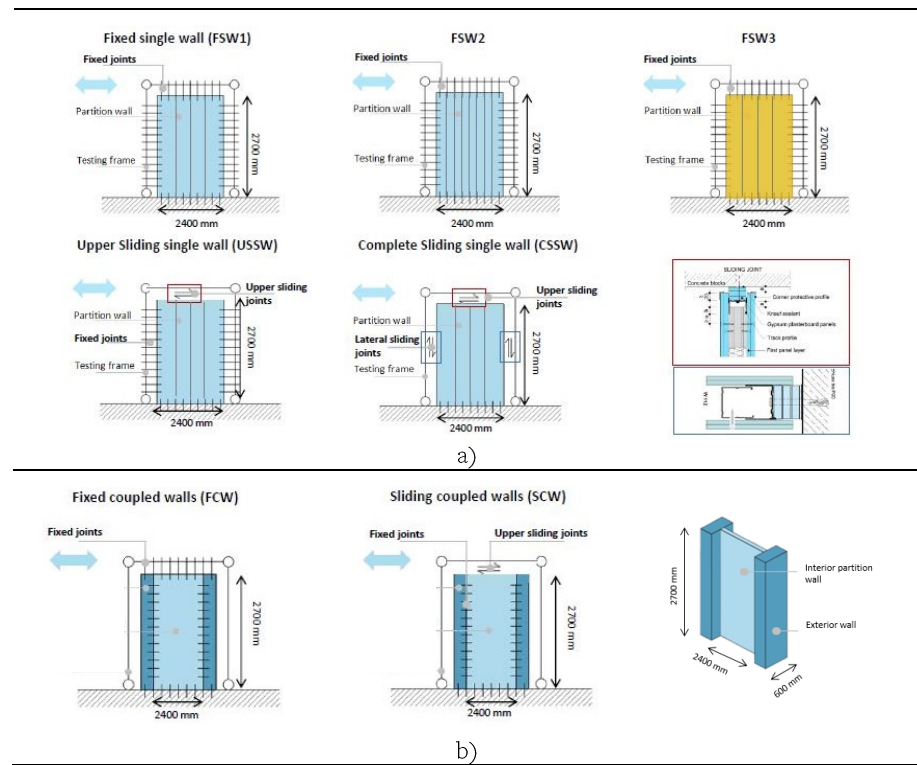 Fixed single wall (FSW1)
FSW2
FSW3
Fixed joints
Partition wall
Testing frame
2700 mm
2400 mm
Fixed joints
Partition wall
Testing frame
2700 mm
2400 mm
Fixed joints
Partition wall
Testing frame
2700 mm
2400 mm
Upper Sliding single wall (USSW)
Complete Sliding single wall (CSSW)
Upper sliding
joints
Partition wall
Fixed joints
Testing frame
2700 mm
2400 mm
Upper sliding
joints
Partition wall
Lateral sliding
joints
Testing frame
2700 mm
2400 mm
SLIDING JOINT
Concrete blocks
Corner protective profile
Knauf sealant
Gypsum plasterboard panels
Track profile
First panel layer
a)
Fixed coupled walls (FCW)
Sliding coupled walls (SCW)
Fixed joints
2700 mm
2400 mm
Fixed joints
Upper sliding joints
2700 mm
2400 mm
2700 mm
Interior partition
wall
Exterior wall
2400 mm
600 mm
b)